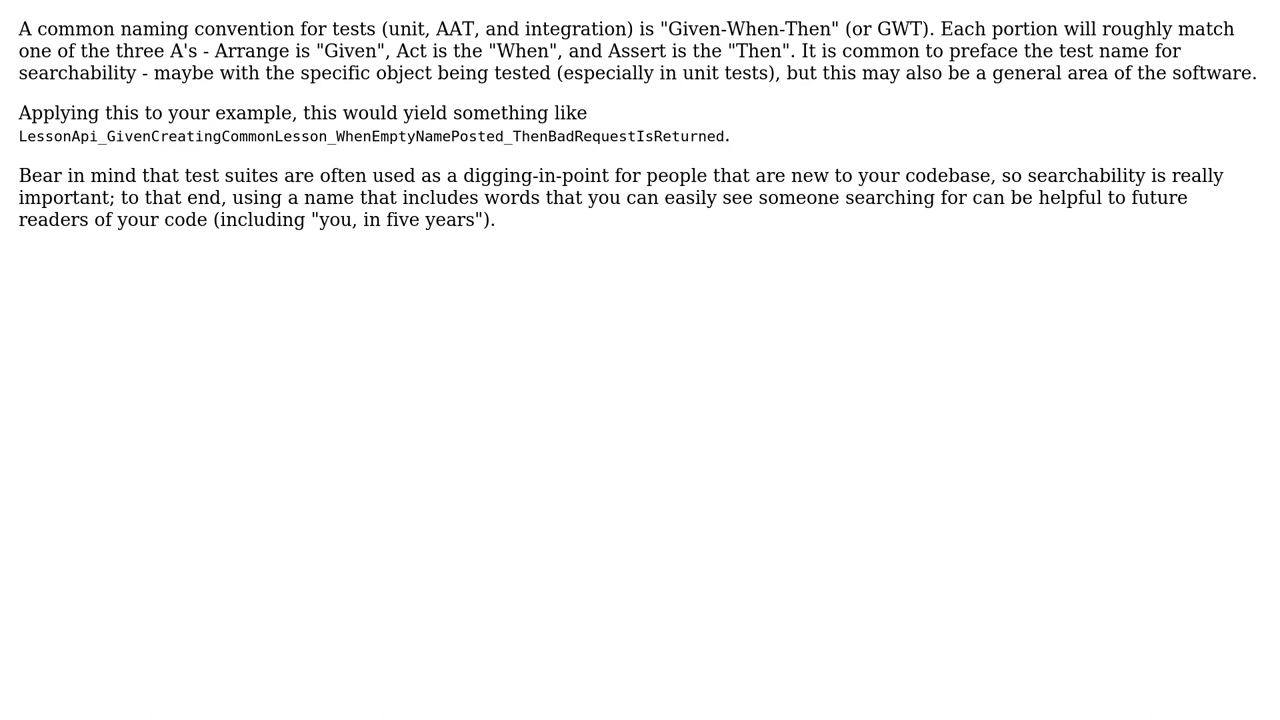 A common naming convention for tests (unit, AAT, and integration) is "Given-When-Then" (or GWT). Each portion will roughly match
one of the three A's - Arrange is "Given", Act is the "When", and Assert is the "Then". It is common to preface the test name for
searchability - maybe with the specific object being tested (especially in unit tests), but this may also be a general area of the software.
Applying this to your example, this would yield something like
LessonApi_GivenCreatingCommonLesson_WhenEmptyNamePosted_ThenBadRequestIsReturned.
Bear in mind that test suites are often used as a digging-in-point for people that are new to your codebase, so searchability is really
important; to that end, using a name that includes words that you can easily see someone searching for can be helpful to future
readers of your code (including "you, in five years").